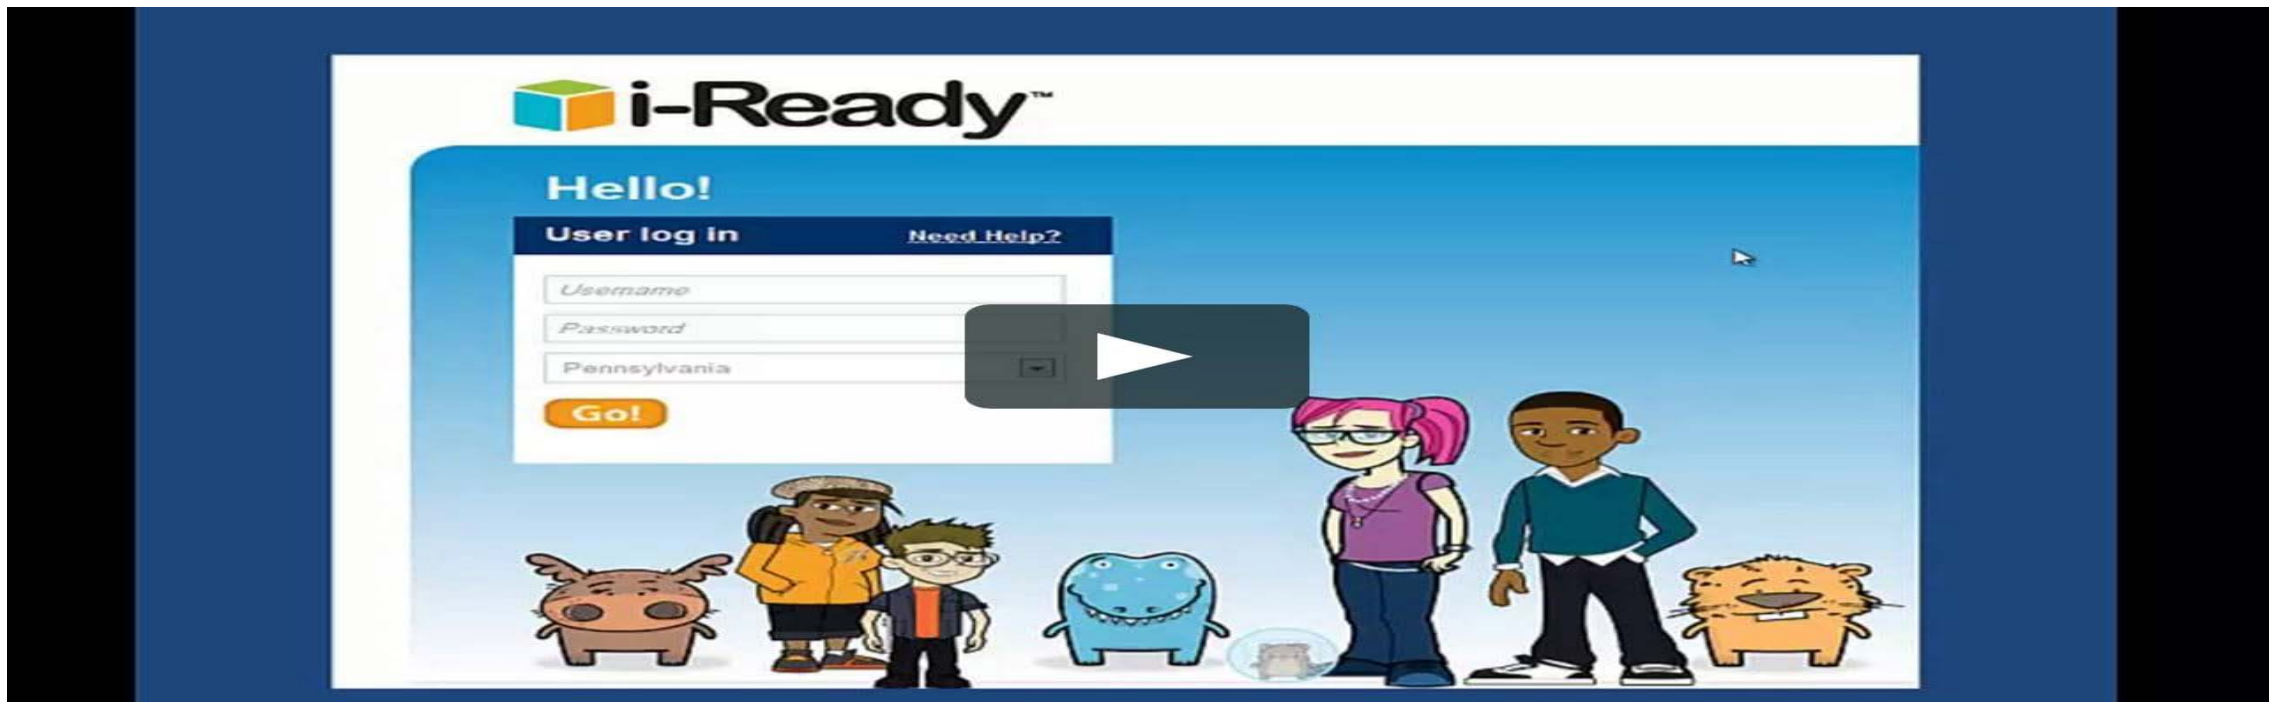 i-Ready™
Hello!
User log in Need Help?
Username
Password
Pennsylvania
Go!